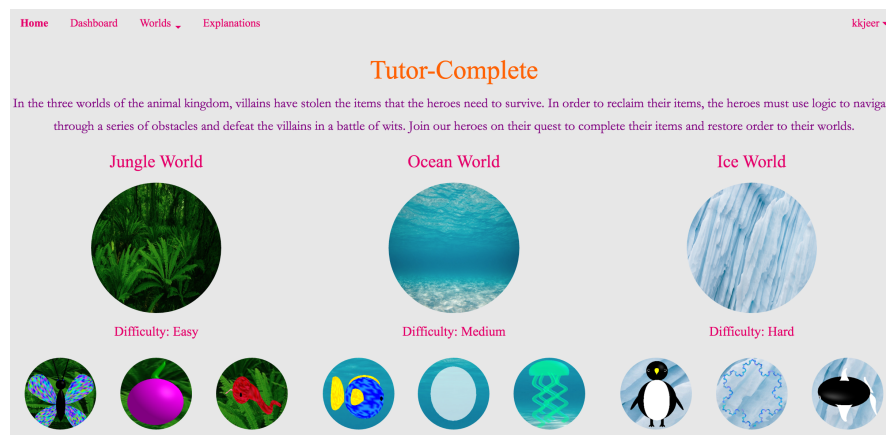 Home Dashboard Worlds Explanations kkjeer
Tutor-Complete
In the three worlds of the animal kingdom, villains have stolen the items that the heroes need to survive. In order to reclaim their items, the heroes must use logic to naviga
through a series of obstacles and defeat the villains in a battle of wits. Join our heroes on their quest to complete their items and restore order to their worlds.
Jungle World Ocean World Ice World
Difficulty: Easy Difficulty: Medium Difficulty: Hard